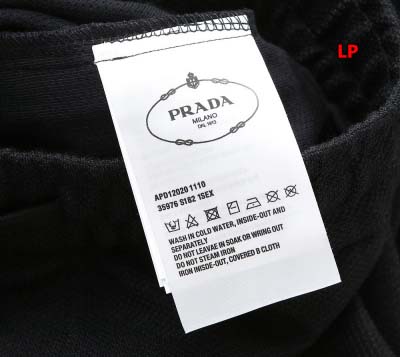 LP
PRADA
MILANO
DAL 1913
APD12020 1110
35976 S182 1SEX
WASH IN COLD WATER, INSIDE-OUT AND
SEPARATELY
DO NOT LEAVAE IN SOAK OR WRING OUT
DO NOT STEAM IRON
IRON INISDE-OUT, COVERED B CLOTH